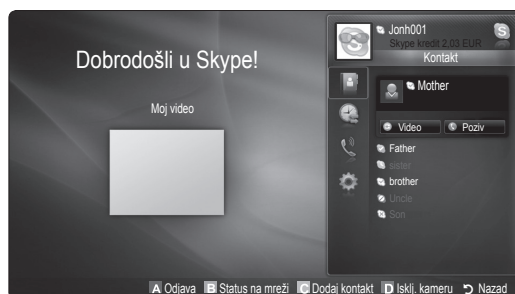 Dobrodošli u Skype!
Moj video
Jonh001
Skype kredit 2,03 EUR
Kontakt
Mother
Video Poziv
Father
sister
brother
Uncle
Son
A Odjava B Status na mreži C Dodaj kontakt D Isklj. kameru Nazad